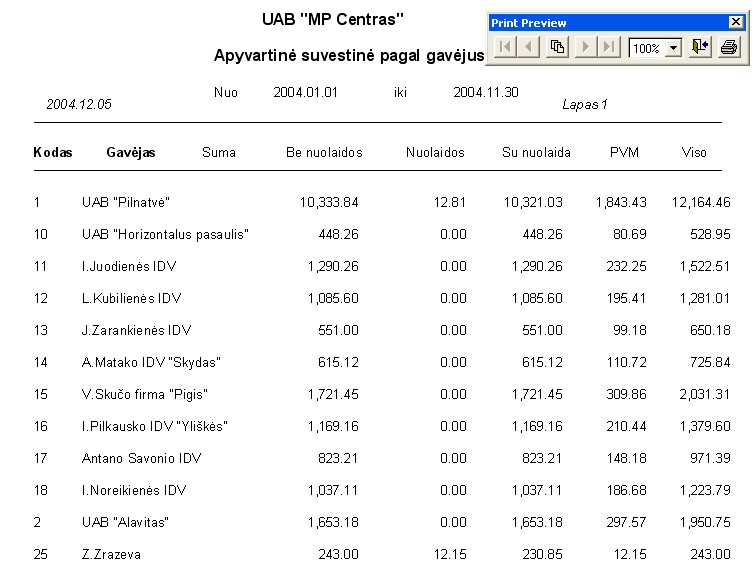 UAB "MP Centras"
Print Preview
Apyvartinė suvestinė pagal gavėjus
100%
Nuo 2004.01.01 iki 2004.11.30
2004.12.05 Lapas 1
Kodas Gavėjas Suma Be nuolaidos Nuolaidos Su nuolaida PVM Viso
1 UAB "Pilnatvė" 10,333.84 12.81 10,321.03 1,843.43 12,164.46
10 UAB "Horizontalus pasaulis" 448.26 0.00 448.26 80.69 528.95
11 I.Juodienės IDV 1,290.26 0.00 1,290.26 232.25 1,522.51
12 L.Kubilienės IDV 1,085.60 0.00 1,085.60 195.41 1,281.01
13 J.Zarankienės IDV 551.00 0.00 551.00 99.18 650.18
14 A.Matako IDV "Skydas" 615.12 0.00 615.12 110.72 725.84
15 V.Skučo firma "Pigis" 1,721.45 0.00 1,721.45 309.86 2,031.31
16 I.Pilkausko IDV "Yliškės" 1,169.16 0.00 1,169.16 210.44 1,379.60
17 Antano Savonio IDV 823.21 0.00 823.21 148.18 971.39
18 I.Noreikienės IDV 1,037.11 0.00 1,037.11 186.68 1,223.79
2 UAB "Alavitas" 1,653.18 0.00 1,653.18 297.57 1,950.75
25 Z.Zrazeva 243.00 12.15 230.85 12.15 243.00